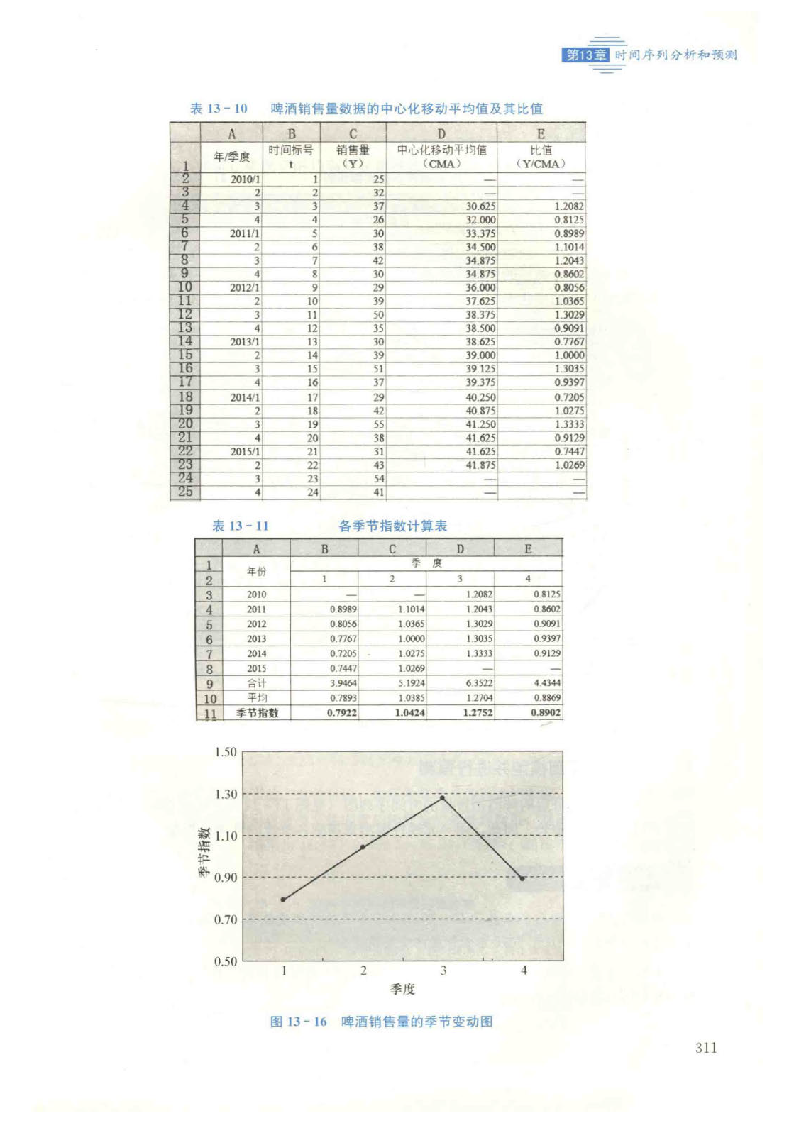 第13章 时间序列分析和预测
表 13-10 啤酒销售量数据的中心化移动平均值及其比值
A B C D E
1 年/季度 时间标号 t 销售量 (Y) 中心化移动平均值 (CMA) 比值 (Y/CMA)
2 2010/1 1 25 — —
3 2 2 32 — —
4 3 3 37 30.625 1.2082
5 4 4 26 32.000 0.8125
6 2011/1 5 30 33.375 0.8989
7 2 6 38 34.500 1.1014
8 3 7 42 34.875 1.2043
9 4 8 30 34.875 0.8602
10 2012/1 9 29 36.000 0.8056
11 2 10 39 37.625 1.0365
12 3 11 50 38.375 1.3029
13 4 12 35 38.500 0.9091
14 2013/1 13 30 38.625 0.7767
15 2 14 39 39.000 1.0000
16 3 15 51 39.125 1.3035
17 4 16 37 39.375 0.9397
18 2014/1 17 29 40.250 0.7205
19 2 18 42 40.875 1.0275
20 3 19 55 41.250 1.3333
21 4 20 38 41.625 0.9129
22 2015/1 21 31 41.625 0.7447
23 2 22 43 41.875 1.0269
24 3 23 54 — —
25 4 24 41 — —
表 13-11 各季节指数计算表
A B C D E
1 年份 季 度
2 1 2 3 4
3 2010 — — 1.2082 0.8125
4 2011 0.8989 1.1014 1.2043 0.8602
5 2012 0.8056 1.0365 1.3029 0.9091
6 2013 0.7767 1.0000 1.3035 0.9397
7 2014 0.7205 1.0275 1.3333 0.9129
8 2015 0.7447 1.0269 — —
9 合计 3.9464 5.1924 6.3522 4.4344
10 平均 0.7893 1.0385 1.2704 0.8869
11 季节指数 0.7922 1.0424 1.2752 0.8902
1.50
1.30
1.10
0.90
0.70
0.50
季节指数
1 2 3 4
季度
图 13-16 啤酒销售量的季节变动图
311